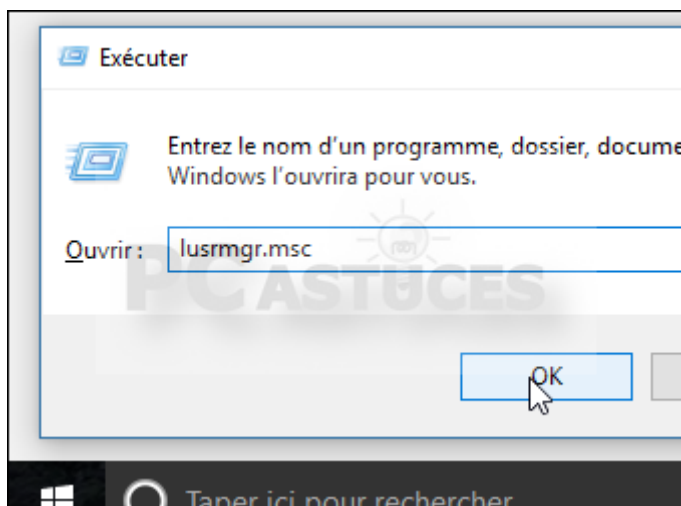 Exécuter
Entrez le nom d'un programme, dossier, docume
Windows l'ouvrira pour vous.
Ouvrir : lusrmgr.msc
PC ASTUCES
OK
Taper ici pour rechercher